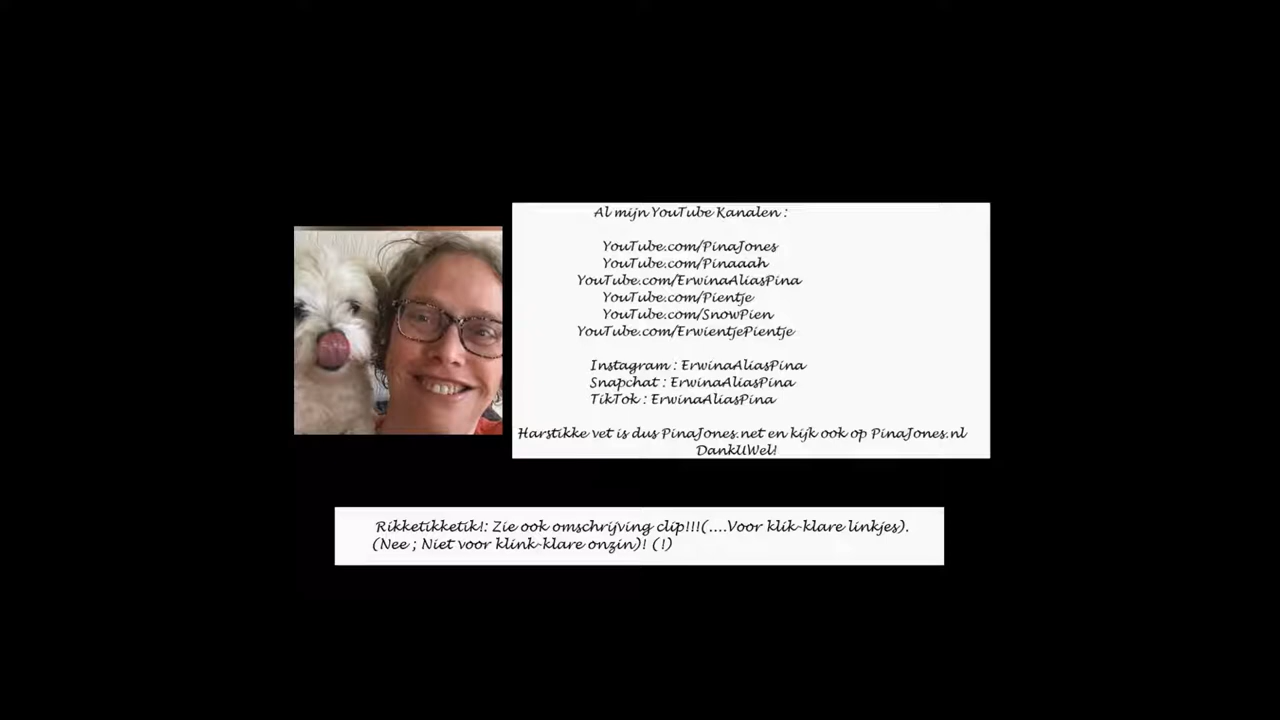 Al mijn YouTube Kanalen :
YouTube.com/PinaJones
YouTube.com/Pinaaah
YouTube.com/ErwinaAliasPina
YouTube.com/Pientje
YouTube.com/SnowPien
YouTube.com/ErwientjePientje
Instagram : ErwinaAliasPina
Snapchat : ErwinaAliasPina
TikTok : ErwinaAliasPina
Harstikke vet is dus PinaJones.net en kijk ook op PinaJones.nl
DankUWel!
Rikketikketik!: Zie ook omschrijving clip!!!(....Voor klik-klare linkjes).
(Nee ; Niet voor klink-klare onzin)! (!)